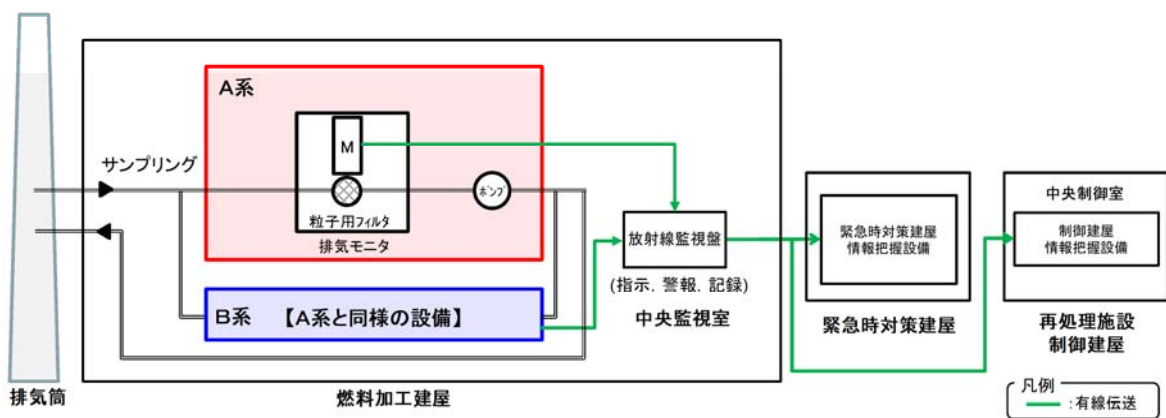 A系
M
サンプリング
ポンプ
粒子用フィルタ
排気モニタ
B系 【A系と同様の設備】
放射線監視盤
(指示，警報，記録)
中央監視室
緊急時対策建屋
情報把握設備
緊急時対策建屋
中央制御室
制御建屋
情報把握設備
再処理施設
制御建屋
排気筒
燃料加工建屋
凡例
：有線伝送